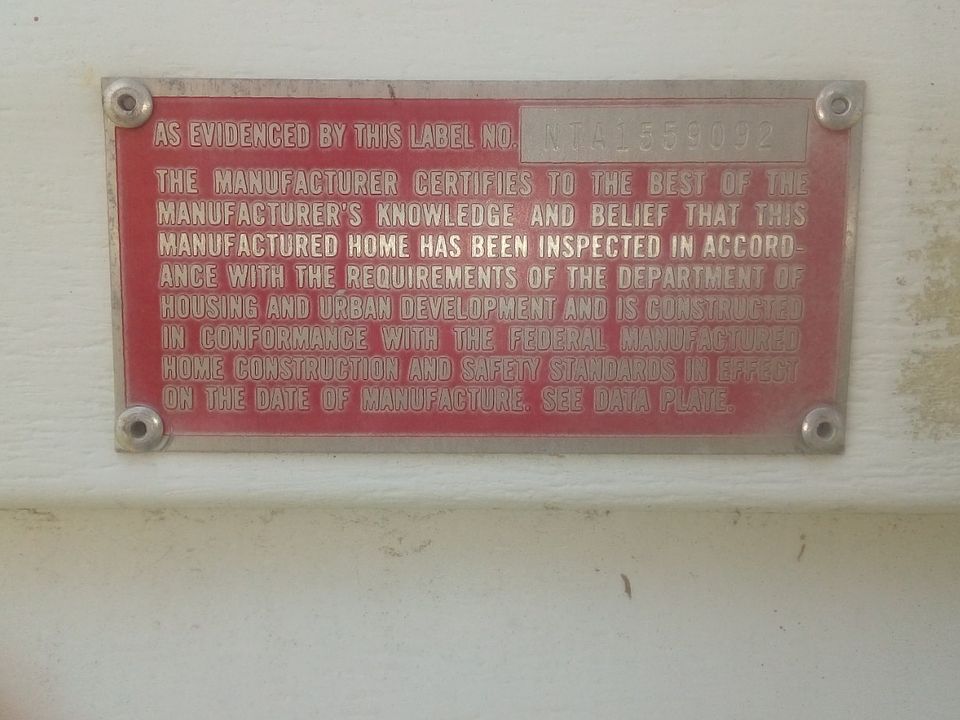 AS EVIDENCED BY THIS LABEL NO. NTA1559092
THE MANUFACTURER CERTIFIES TO THE BEST OF THE
MANUFACTURER'S KNOWLEDGE AND BELIEF THAT THIS
MANUFACTURED HOME HAS BEEN INSPECTED IN ACCORD-
ANCE WITH THE REQUIREMENTS OF THE DEPARTMENT OF
HOUSING AND URBAN DEVELOPMENT AND IS CONSTRUCTED
IN CONFORMANCE WITH THE FEDERAL MANUFACTURED
HOME CONSTRUCTION AND SAFETY STANDARDS IN EFFECT
ON THE DATE OF MANUFACTURE. SEE DATA PLATE.